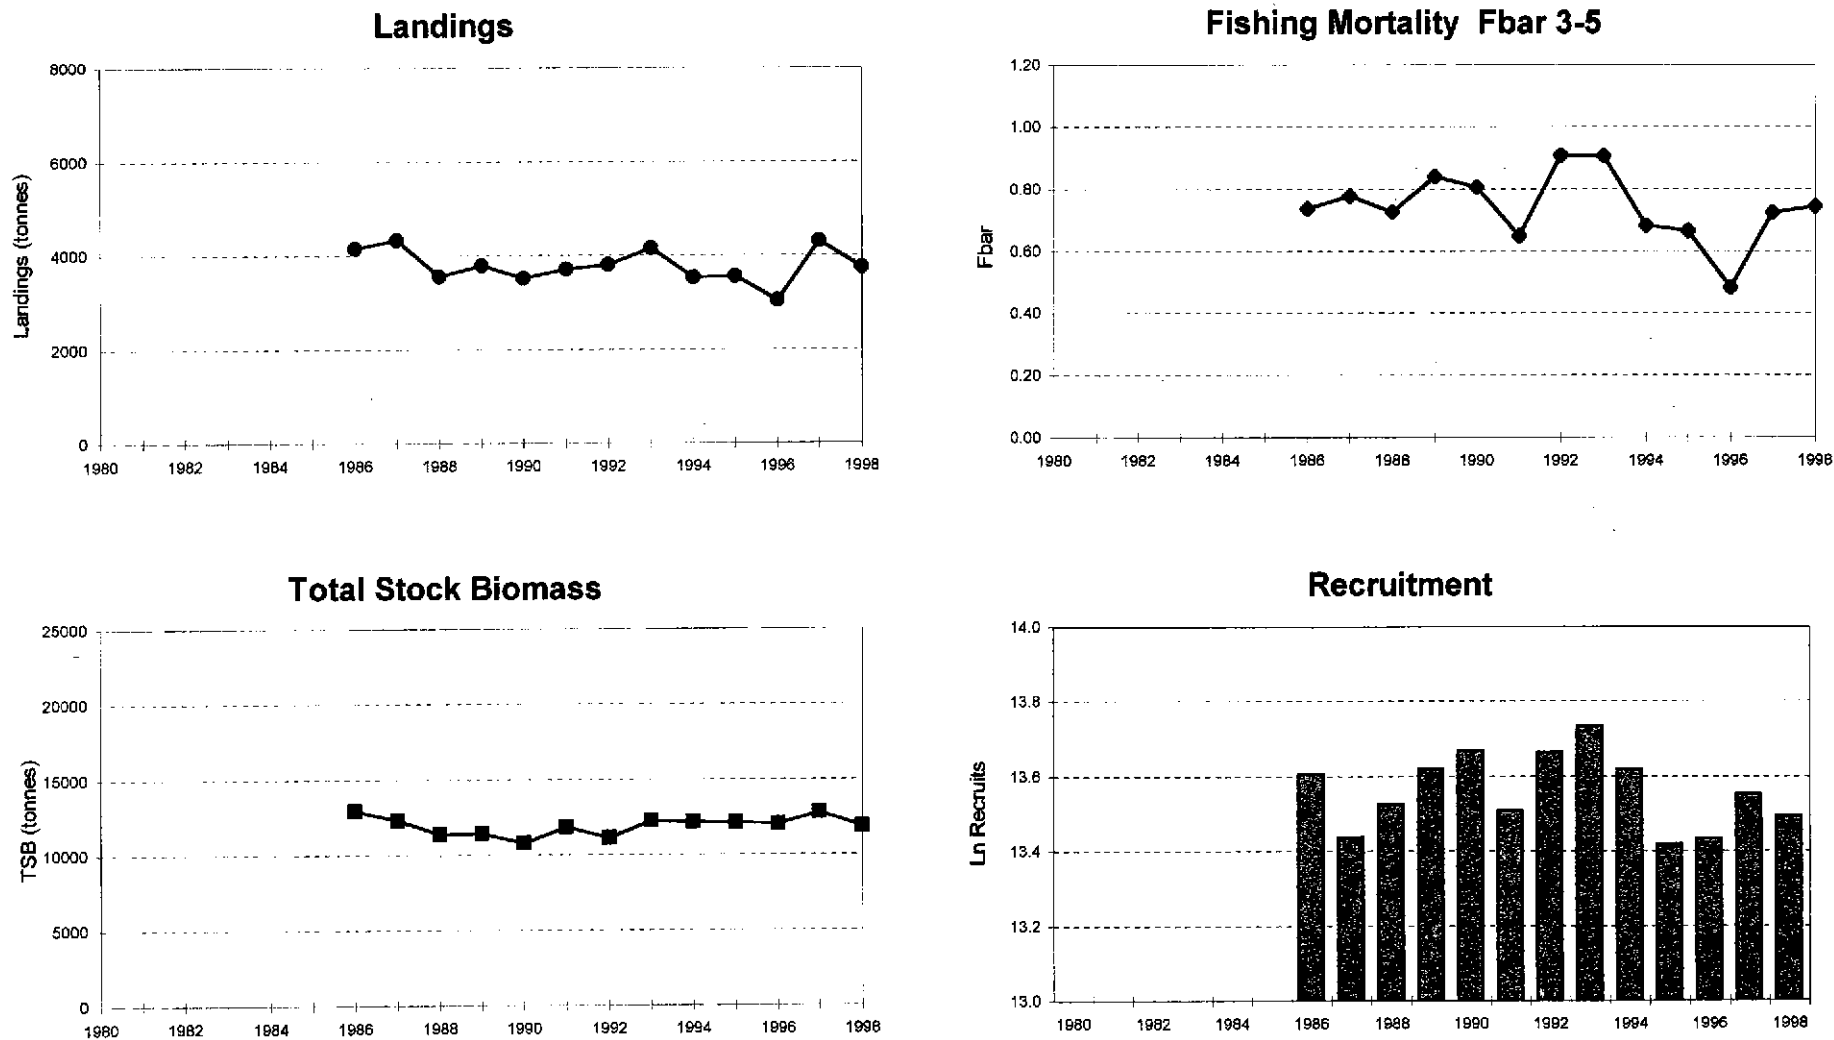 Landings
8000
6000
4000
2000
0
Landings (tonnes)
1980 1982 1984 1986 1988 1990 1992 1994 1996 1998
Fishing Mortality Fbar 3-5
1.20
1.00
0.80
0.60
0.40
0.20
0.00
Fbar
1980 1982 1984 1986 1988 1990 1992 1994 1996 1998
Total Stock Biomass
25000
20000
15000
10000
5000
0
TSB (tonnes)
1980 1982 1984 1986 1988 1990 1992 1994 1996 1998
Recruitment
14.0
13.8
13.6
13.4
13.2
13.0
Ln Recruits
1980 1982 1984 1986 1988 1990 1992 1994 1996 1998